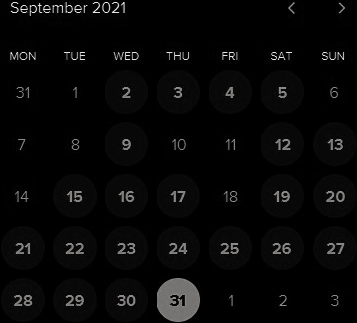 September 2021
MON TUE WED THU FRI SAT SUN
31 1 2 3 4 5 6
7 8 9 10 11 12 13
14 15 16 17 18 19 20
21 22 23 24 25 26 27
28 29 30 31 1 2 3